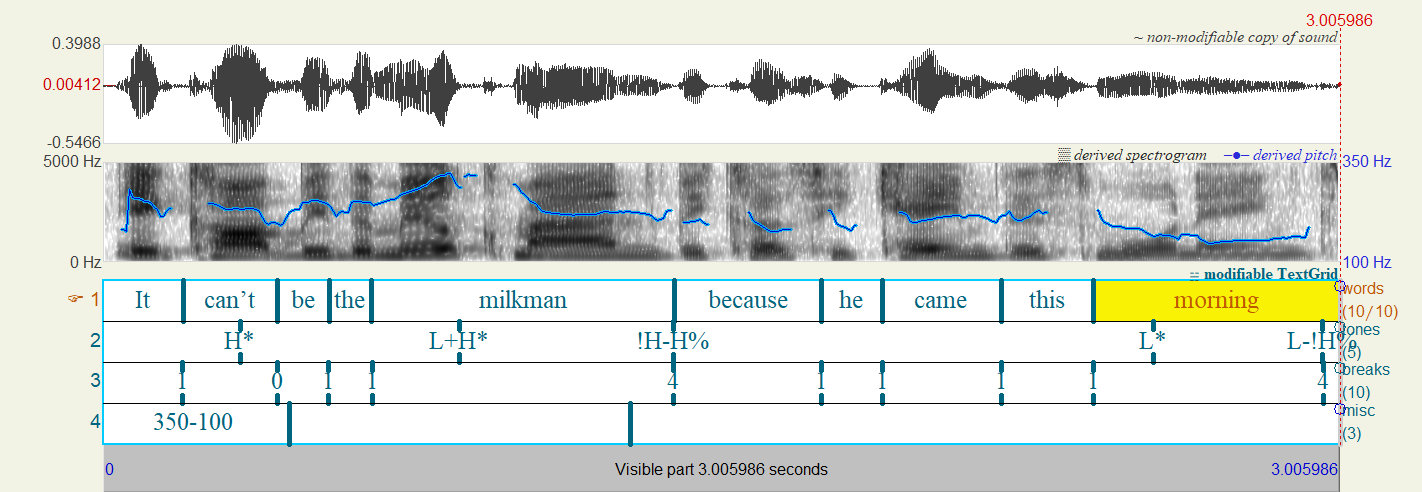 3.005986
~ non-modifiable copy of sound
0.3988
0.00412
-0.5466
5000 Hz
derived spectrogram derived pitch 350 Hz
0 Hz 100 Hz
modifiable TextGrid
☞ 1 It can't be the milkman because he came this morning words (10/10)
2 H* L+H* !H-H% L* L-!H% tones (5)
3 1 0 1 1 4 1 1 1 1 4 breaks (10)
4 350-100 misc (3)
0 Visible part 3.005986 seconds 3.005986